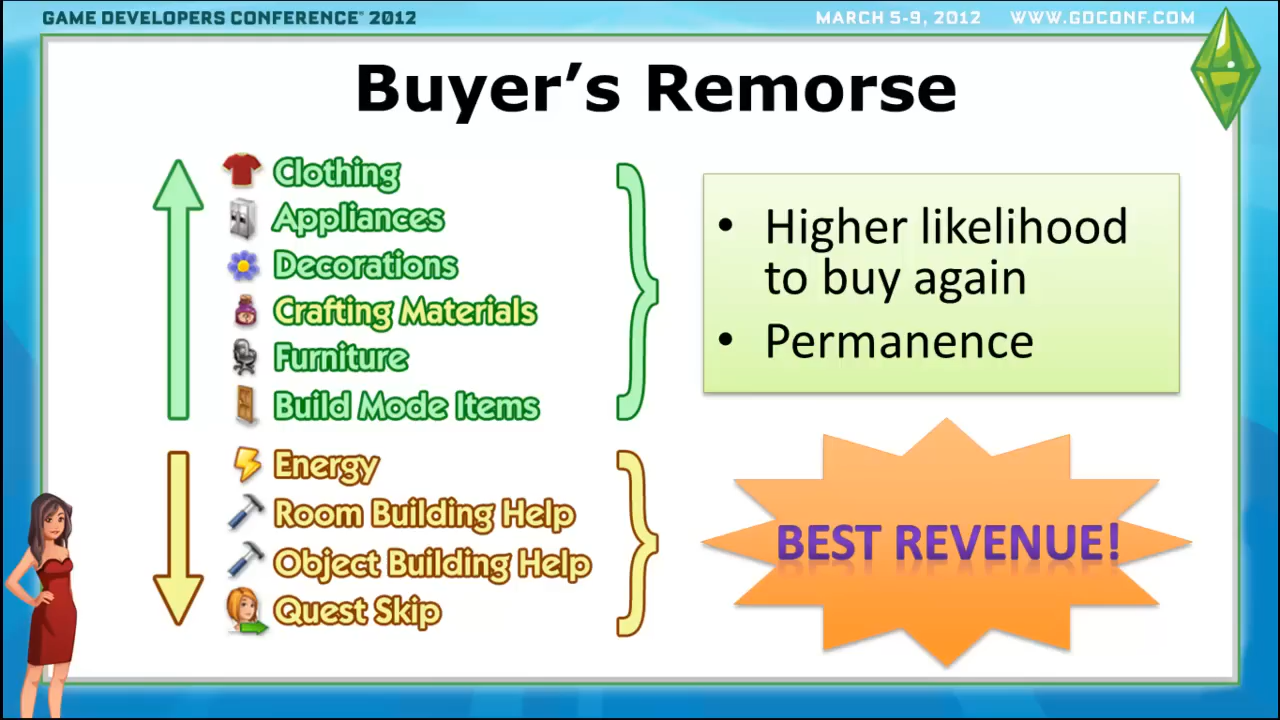 GAME DEVELOPERS CONFERENCE® 2012
MARCH 5-9, 2012 WWW.GDCONF.COM
Buyer's Remorse
Clothing
Appliances
Decorations
Crafting Materials
Furniture
Build Mode Items
Energy
Room Building Help
Object Building Help
Quest Skip
• Higher likelihood
to buy again
• Permanence
BEST REVENUE!